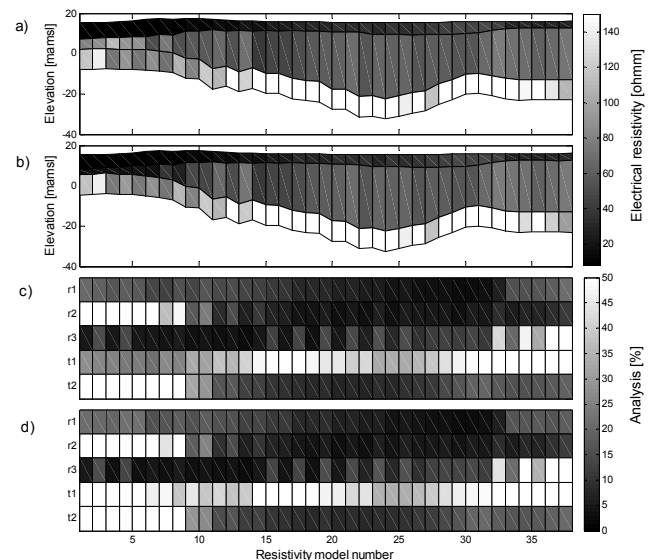 a)
Elevation [mamsl]
20
0
-20
-40
b)
Elevation [mamsl]
20
0
-20
-40
Electrical resistivity [ohmm]
140
120
100
80
60
40
20
c)
r1
r2
r3
t1
t2
d)
r1
r2
r3
t1
t2
Analysis [%]
50
45
40
35
30
25
20
15
10
5
0
5 10 15 20 25 30 35
Resistivity model number